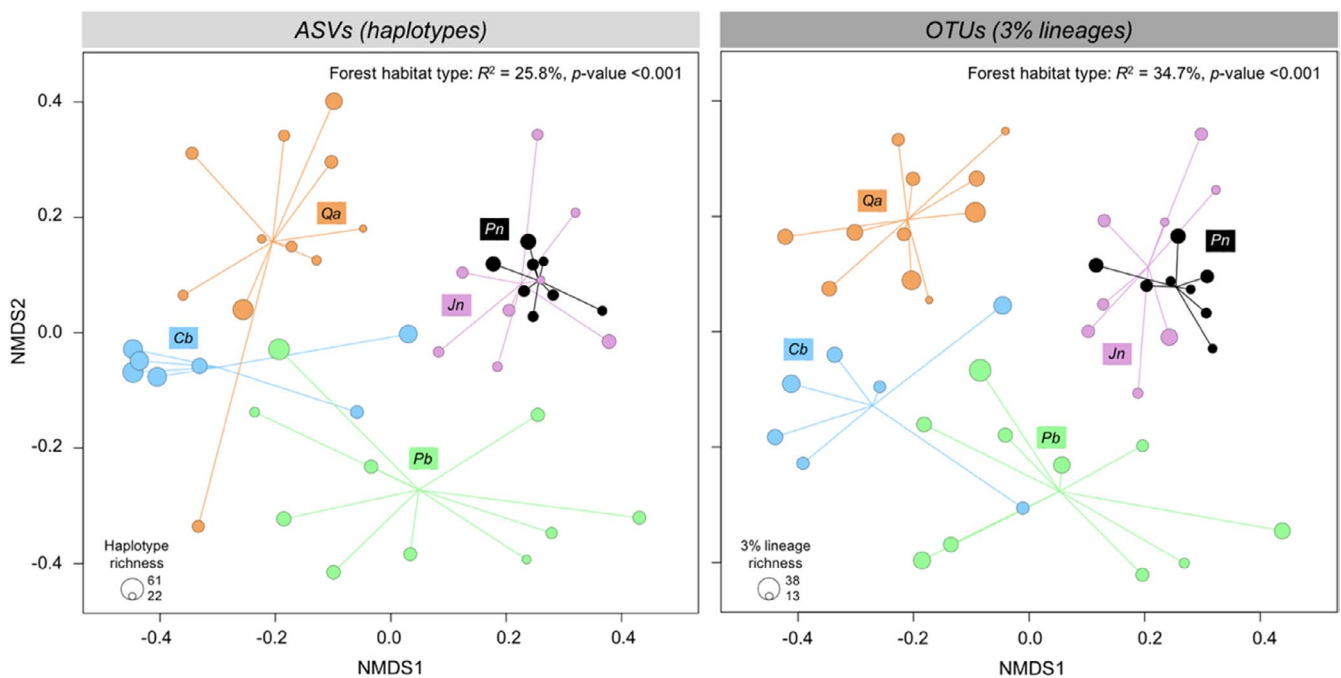 ASVs (haplotypes)
Forest habitat type: R² = 25.8%, p-value <0.001
0.4
0.2
0.0
-0.2
-0.4
NMDS2
Qa
Pn
Jn
Cb
Pb
Haplotype
richness
61
22
-0.4 -0.2 0.0 0.2 0.4
NMDS1
OTUs (3% lineages)
Forest habitat type: R² = 34.7%, p-value <0.001
Qa
Pn
Cb
Jn
Pb
3% lineage
richness
38
13
-0.4 -0.2 0.0 0.2 0.4
NMDS1